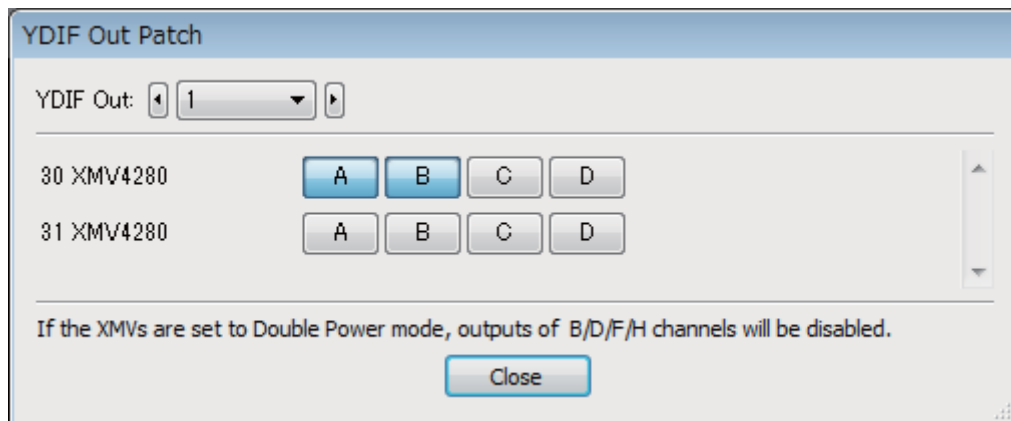 YDIF Out Patch
YDIF Out: 1
30 XMV4280 A B C D
31 XMV4280 A B C D
If the XMVs are set to Double Power mode, outputs of B/D/F/H channels will be disabled.
Close